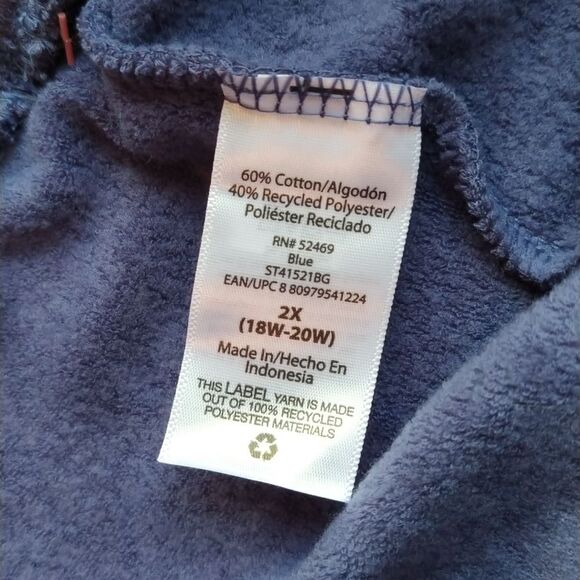 60% Cotton/Algodón
40% Recycled Polyester/
Poliéster Reciclado
RN# 52469
Blue
ST41521BG
EAN/UPC 8 80979541224
2X
(18W-20W)
Made In/Hecho En
Indonesia
THIS LABEL YARN IS MADE
OUT OF 100% RECYCLED
POLYESTER MATERIALS